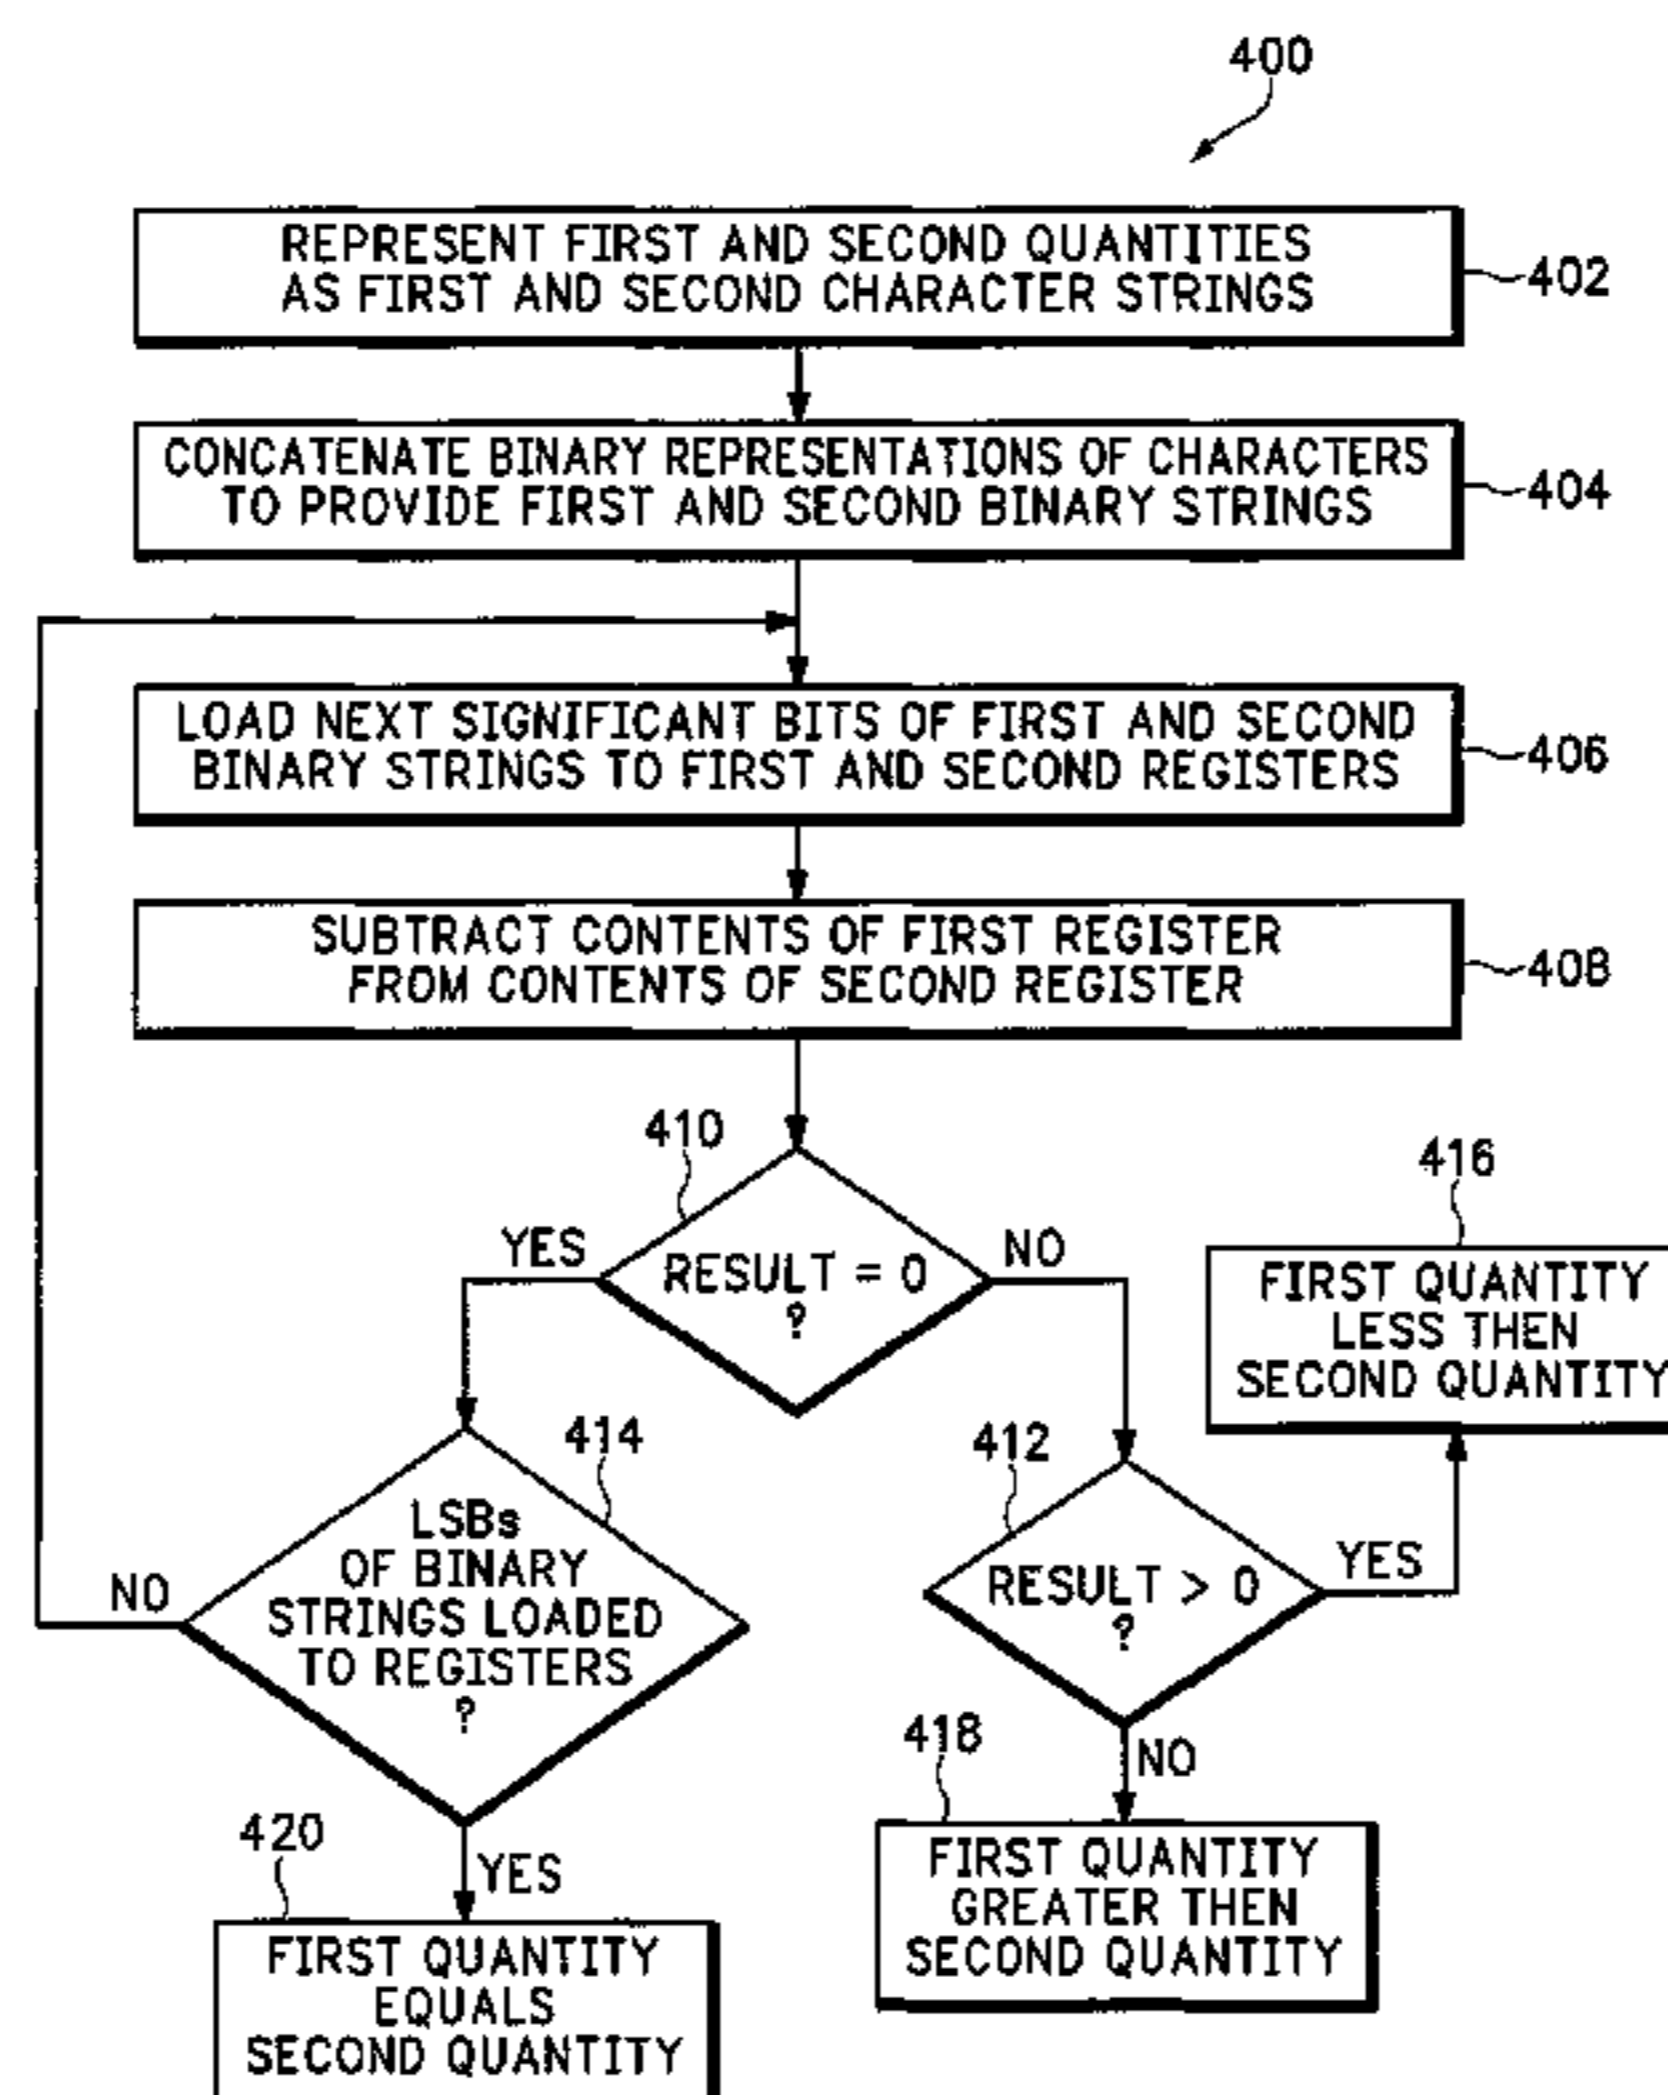 400
REPRESENT FIRST AND SECOND QUANTITIES
AS FIRST AND SECOND CHARACTER STRINGS
402
CONCATENATE BINARY REPRESENTATIONS OF CHARACTERS
TO PROVIDE FIRST AND SECOND BINARY STRINGS
404
LOAD NEXT SIGNIFICANT BITS OF FIRST AND SECOND
BINARY STRINGS TO FIRST AND SECOND REGISTERS
406
SUBTRACT CONTENTS OF FIRST REGISTER
FROM CONTENTS OF SECOND REGISTER
408
410
YES
RESULT = 0
?
NO
416
FIRST QUANTITY
LESS THEN
SECOND QUANTITY
414
LSBs
OF BINARY
STRINGS LOADED
TO REGISTERS
?
NO
412
RESULT > 0
?
YES
418
NO
FIRST QUANTITY
GREATER THEN
SECOND QUANTITY
420
YES
FIRST QUANTITY
EQUALS
SECOND QUANTITY